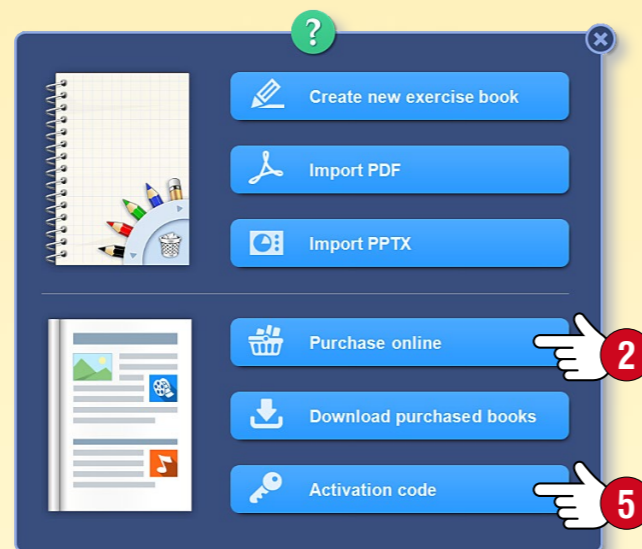 ?
Create new exercise book
Import PDF
Import PPTX
Purchase online
2
Download purchased books
Activation code
5